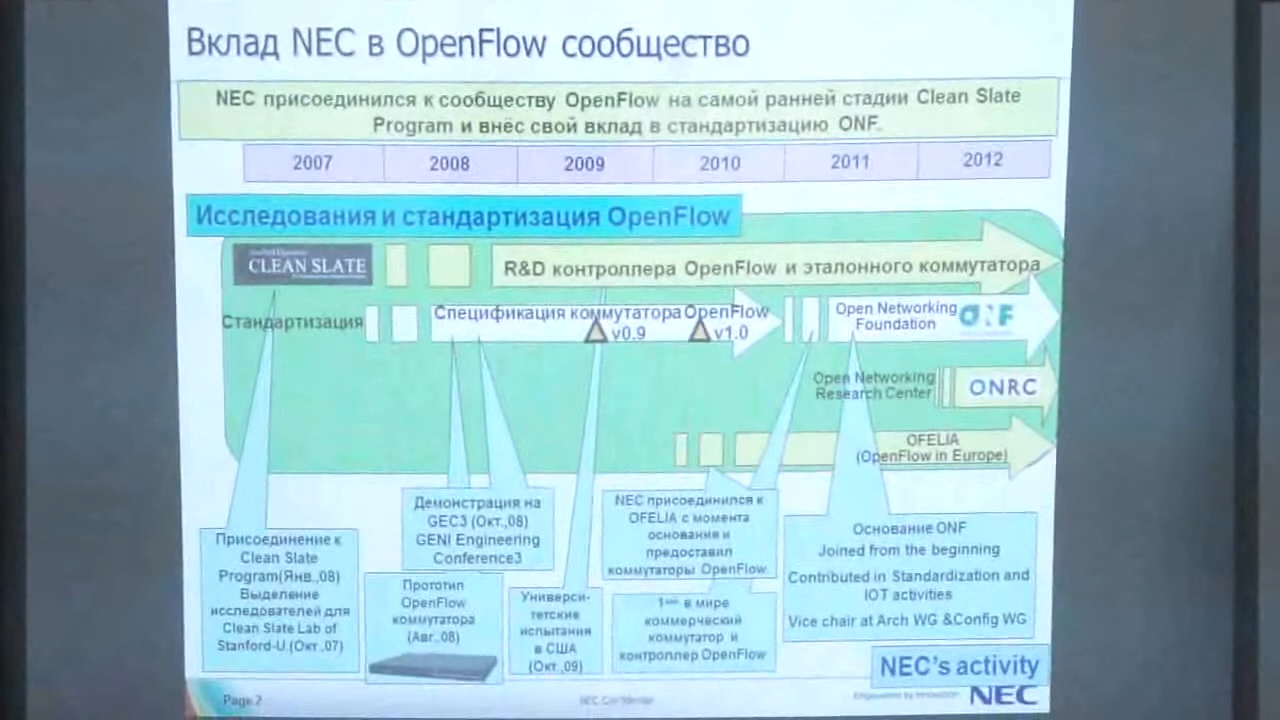 Вклад NEC в OpenFlow сообщество
NEC присоединился к сообществу OpenFlow на самой ранней стадии Clean Slate
Program и внёс свой вклад в стандартизацию ONF.
2007 2008 2009 2010 2011 2012
Исследования и стандартизация OpenFlow
CLEAN SLATE
R&D контроллера OpenFlow и эталонного коммутатора
Стандартизация
Спецификация коммутатора OpenFlow
v0.9 v1.0
Open Networking
Foundation
ONF
Open Networking
Research Center
ONRC
OFELIA
(OpenFlow in Europe)
Присоединение к
Clean Slate
Program(Янв.,08)
Выделение
исследователей для
Clean Slate Lab of
Stanford-U.(Окт.,07)
Демонстрация на
GEC3 (Окт.,08)
GENI Engineering
Conference3
Прототип
OpenFlow
коммутатора
(Авг.,08)
Универси-
тетские
испытания
в США
(Окт.,09)
NEC присоединился к
OFELIA с момента
основания и
предоставил
коммутаторы OpenFlow
в мире
коммерческий
коммутатор и
контроллер OpenFlow
Основание ONF
Joined from the beginning
Contributed in Standardization and
IOT activities
Vice chair at Arch WG &Config WG
NEC's activity
Page 2
NEC Confidential
Empowered by Innovation
NEC